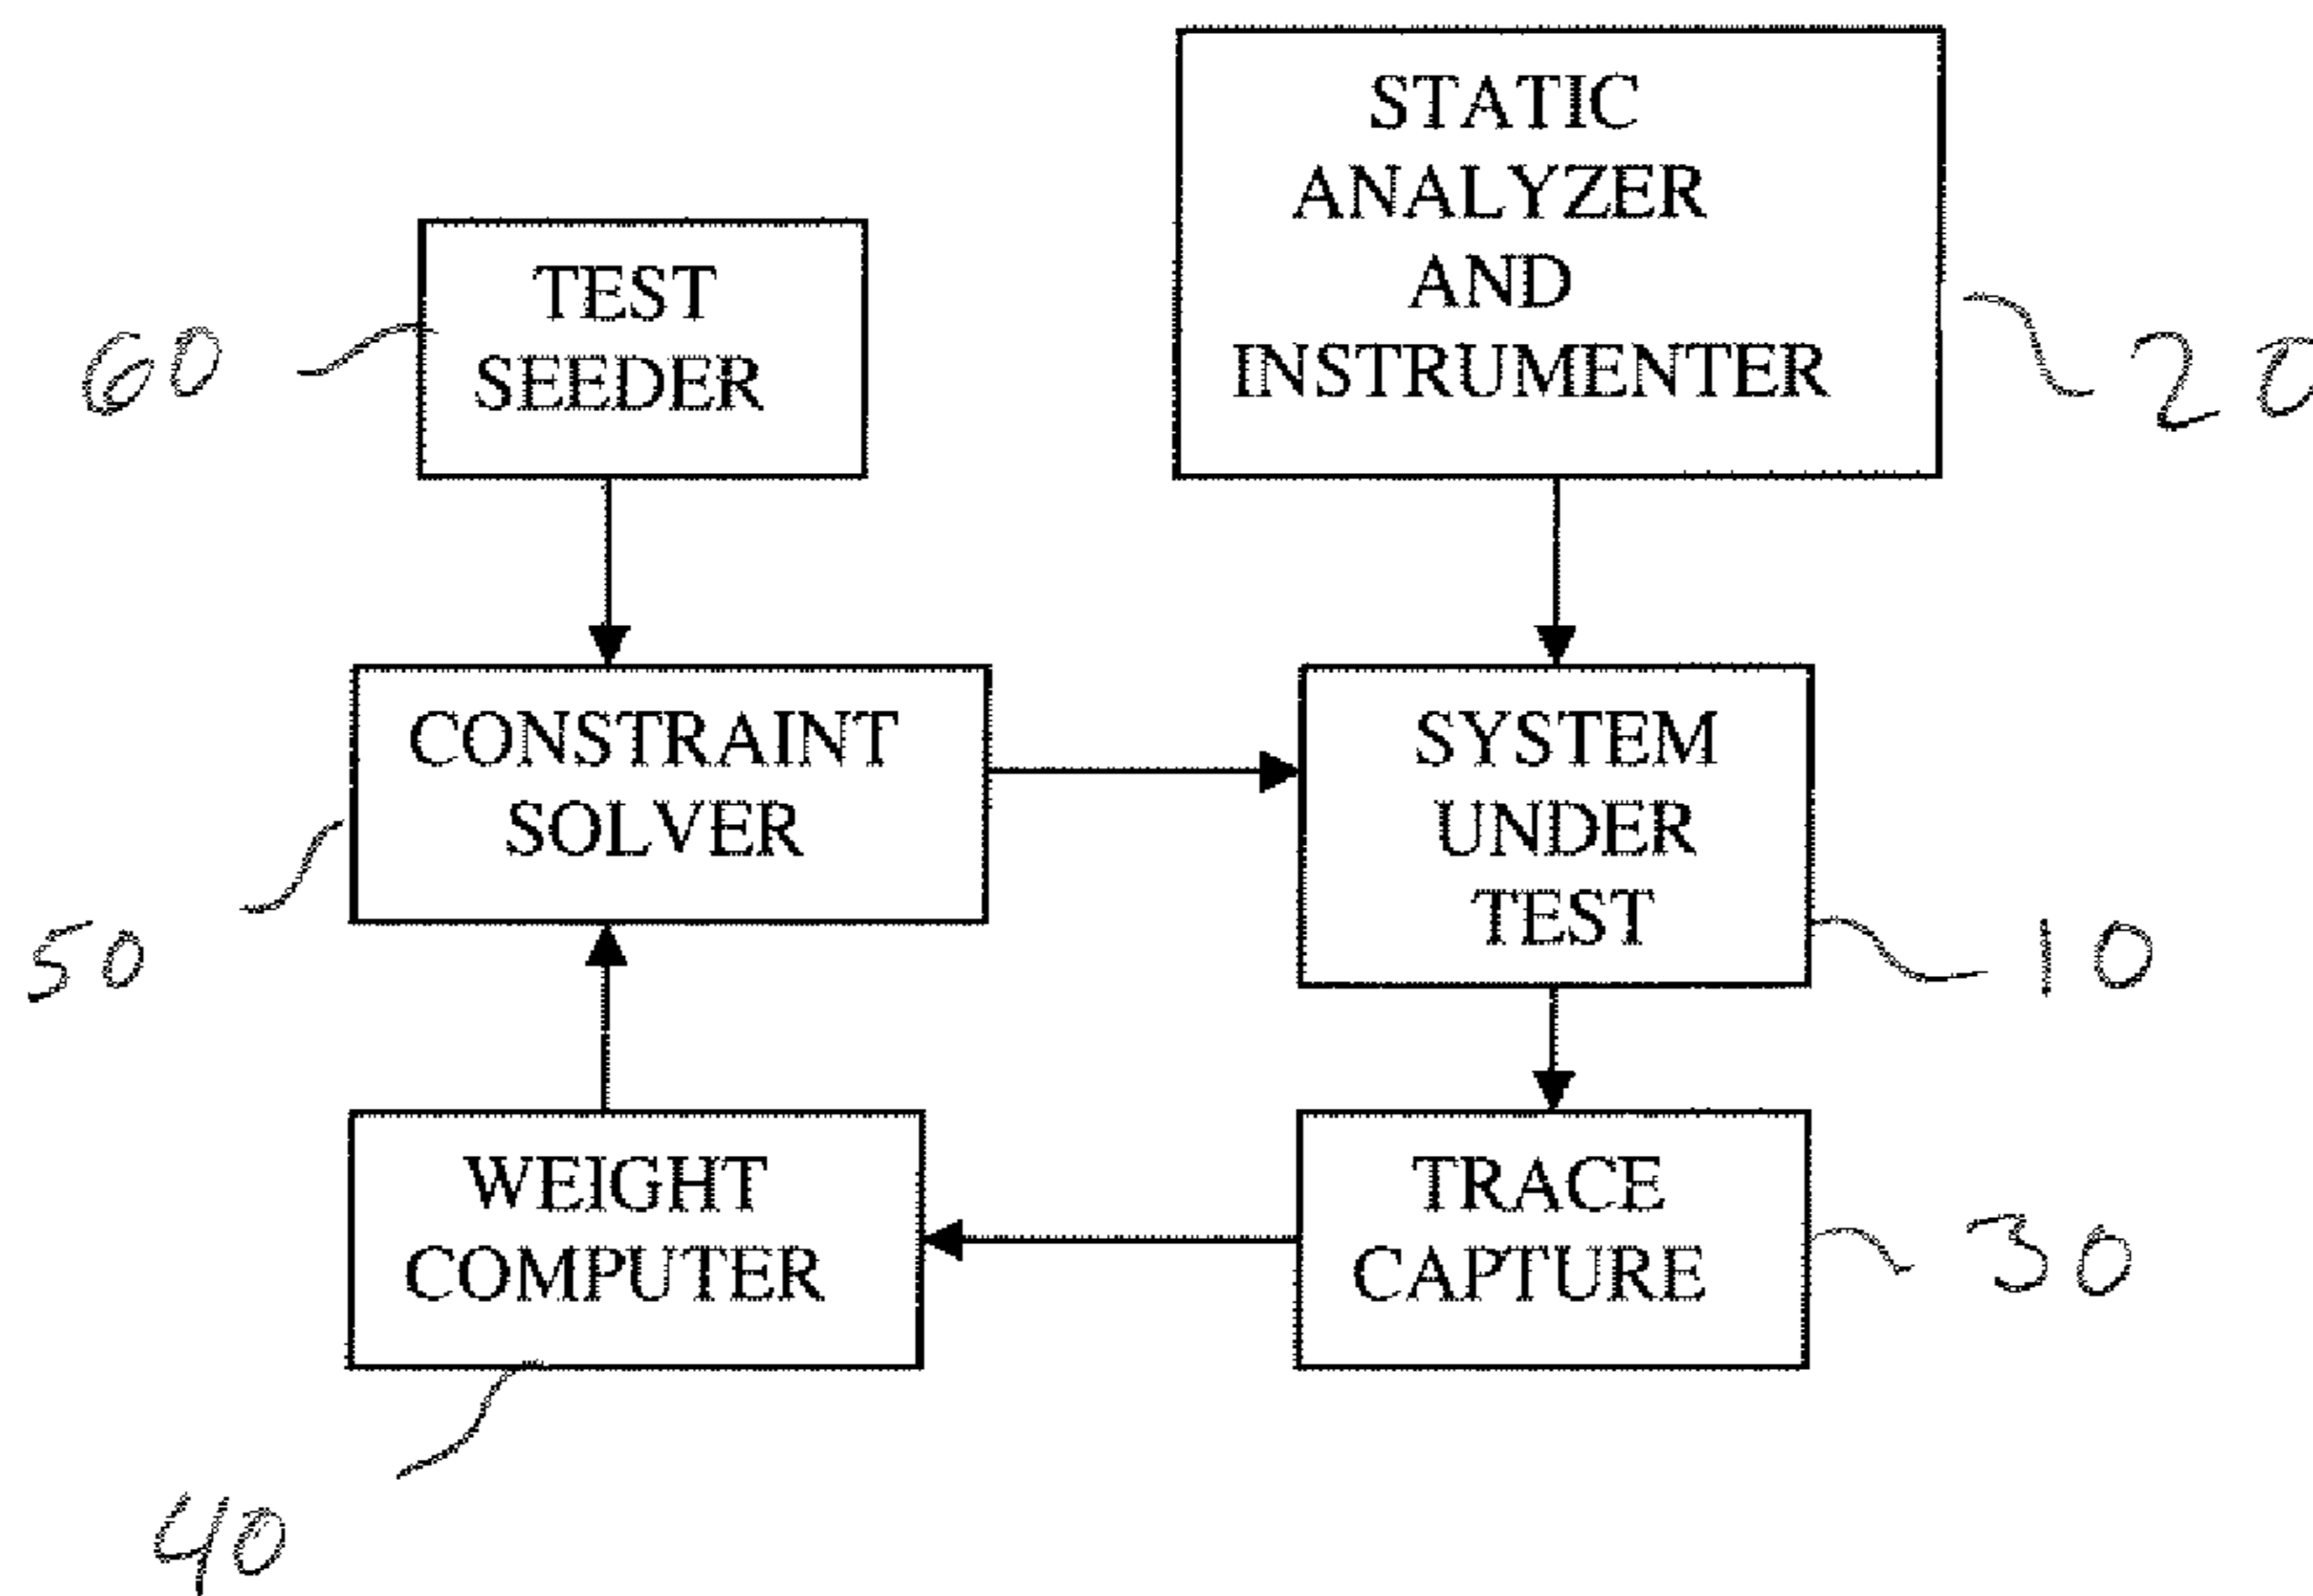 STATIC
ANALYZER
AND
INSTRUMENTER
20
TEST
SEEDER
60
CONSTRAINT
SOLVER
50
SYSTEM
UNDER
TEST
10
WEIGHT
COMPUTER
40
TRACE
CAPTURE
30